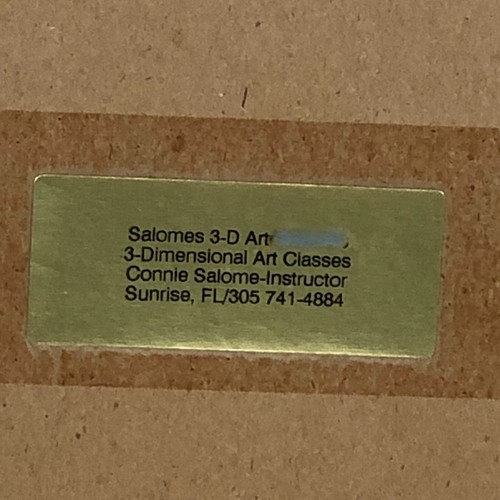 Salomes 3-D Art
3-Dimensional Art Classes
Connie Salome-Instructor
Sunrise, FL/305 741-4884